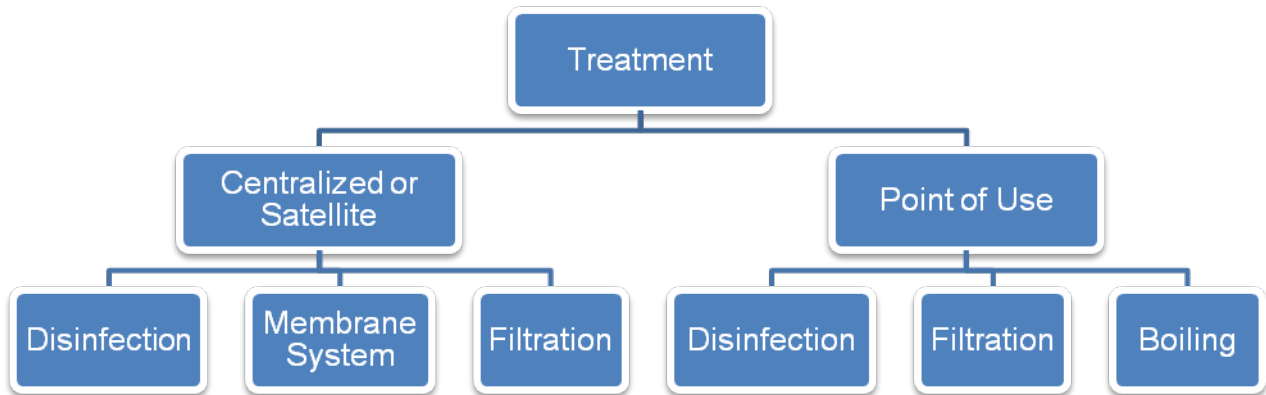 Treatment
Centralized or
Satellite
Point of Use
Disinfection
Membrane
System
Filtration
Disinfection
Filtration
Boiling